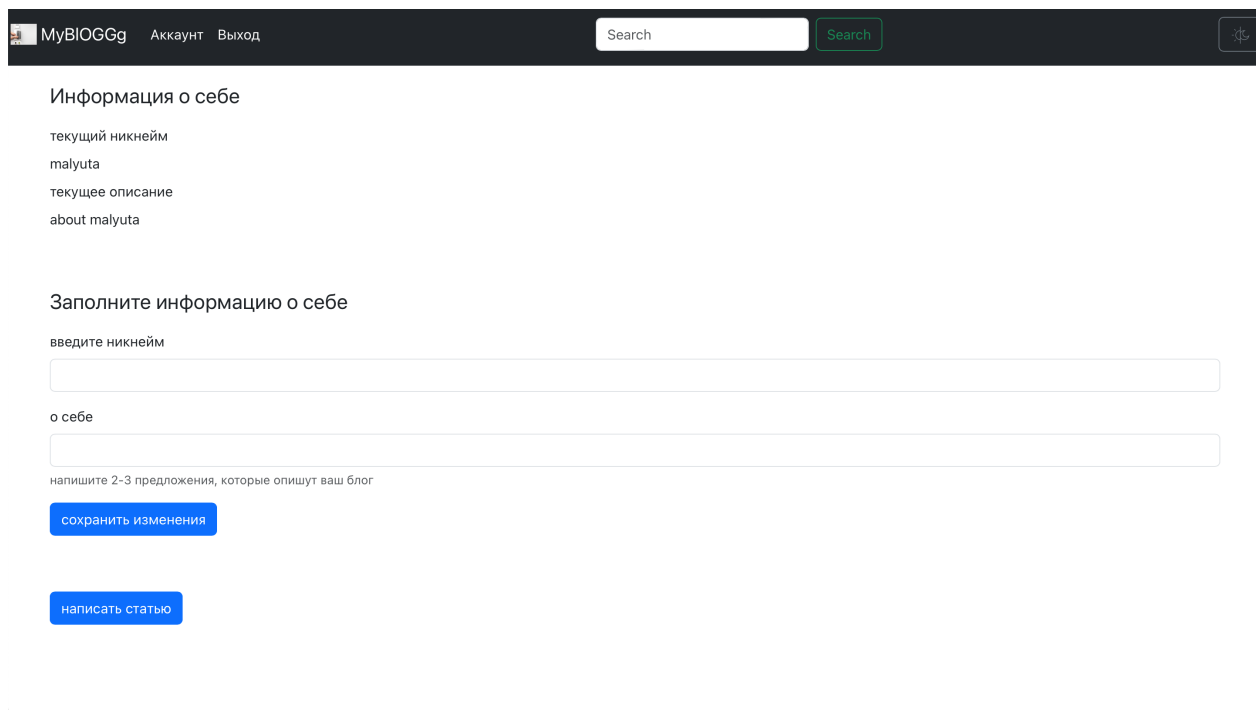 MyBlOGGg Аккаунт Выход Search Search
Информация о себе
текущий никнейм
malyuta
текущее описание
about malyuta
Заполните информацию о себе
введите никнейм
о себе
напишите 2-3 предложения, которые опишут ваш блог
сохранить изменения
написать статью